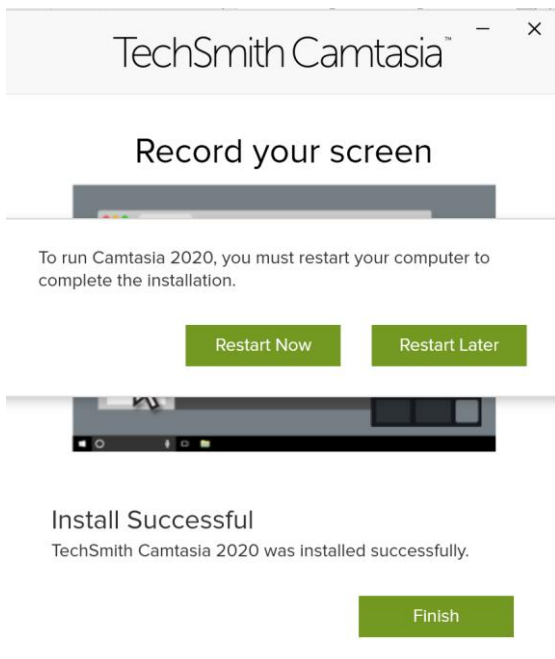 TechSmith Camtasia™
Record your screen
To run Camtasia 2020, you must restart your computer to
complete the installation.
Restart Now
Restart Later
Install Successful
TechSmith Camtasia 2020 was installed successfully.
Finish